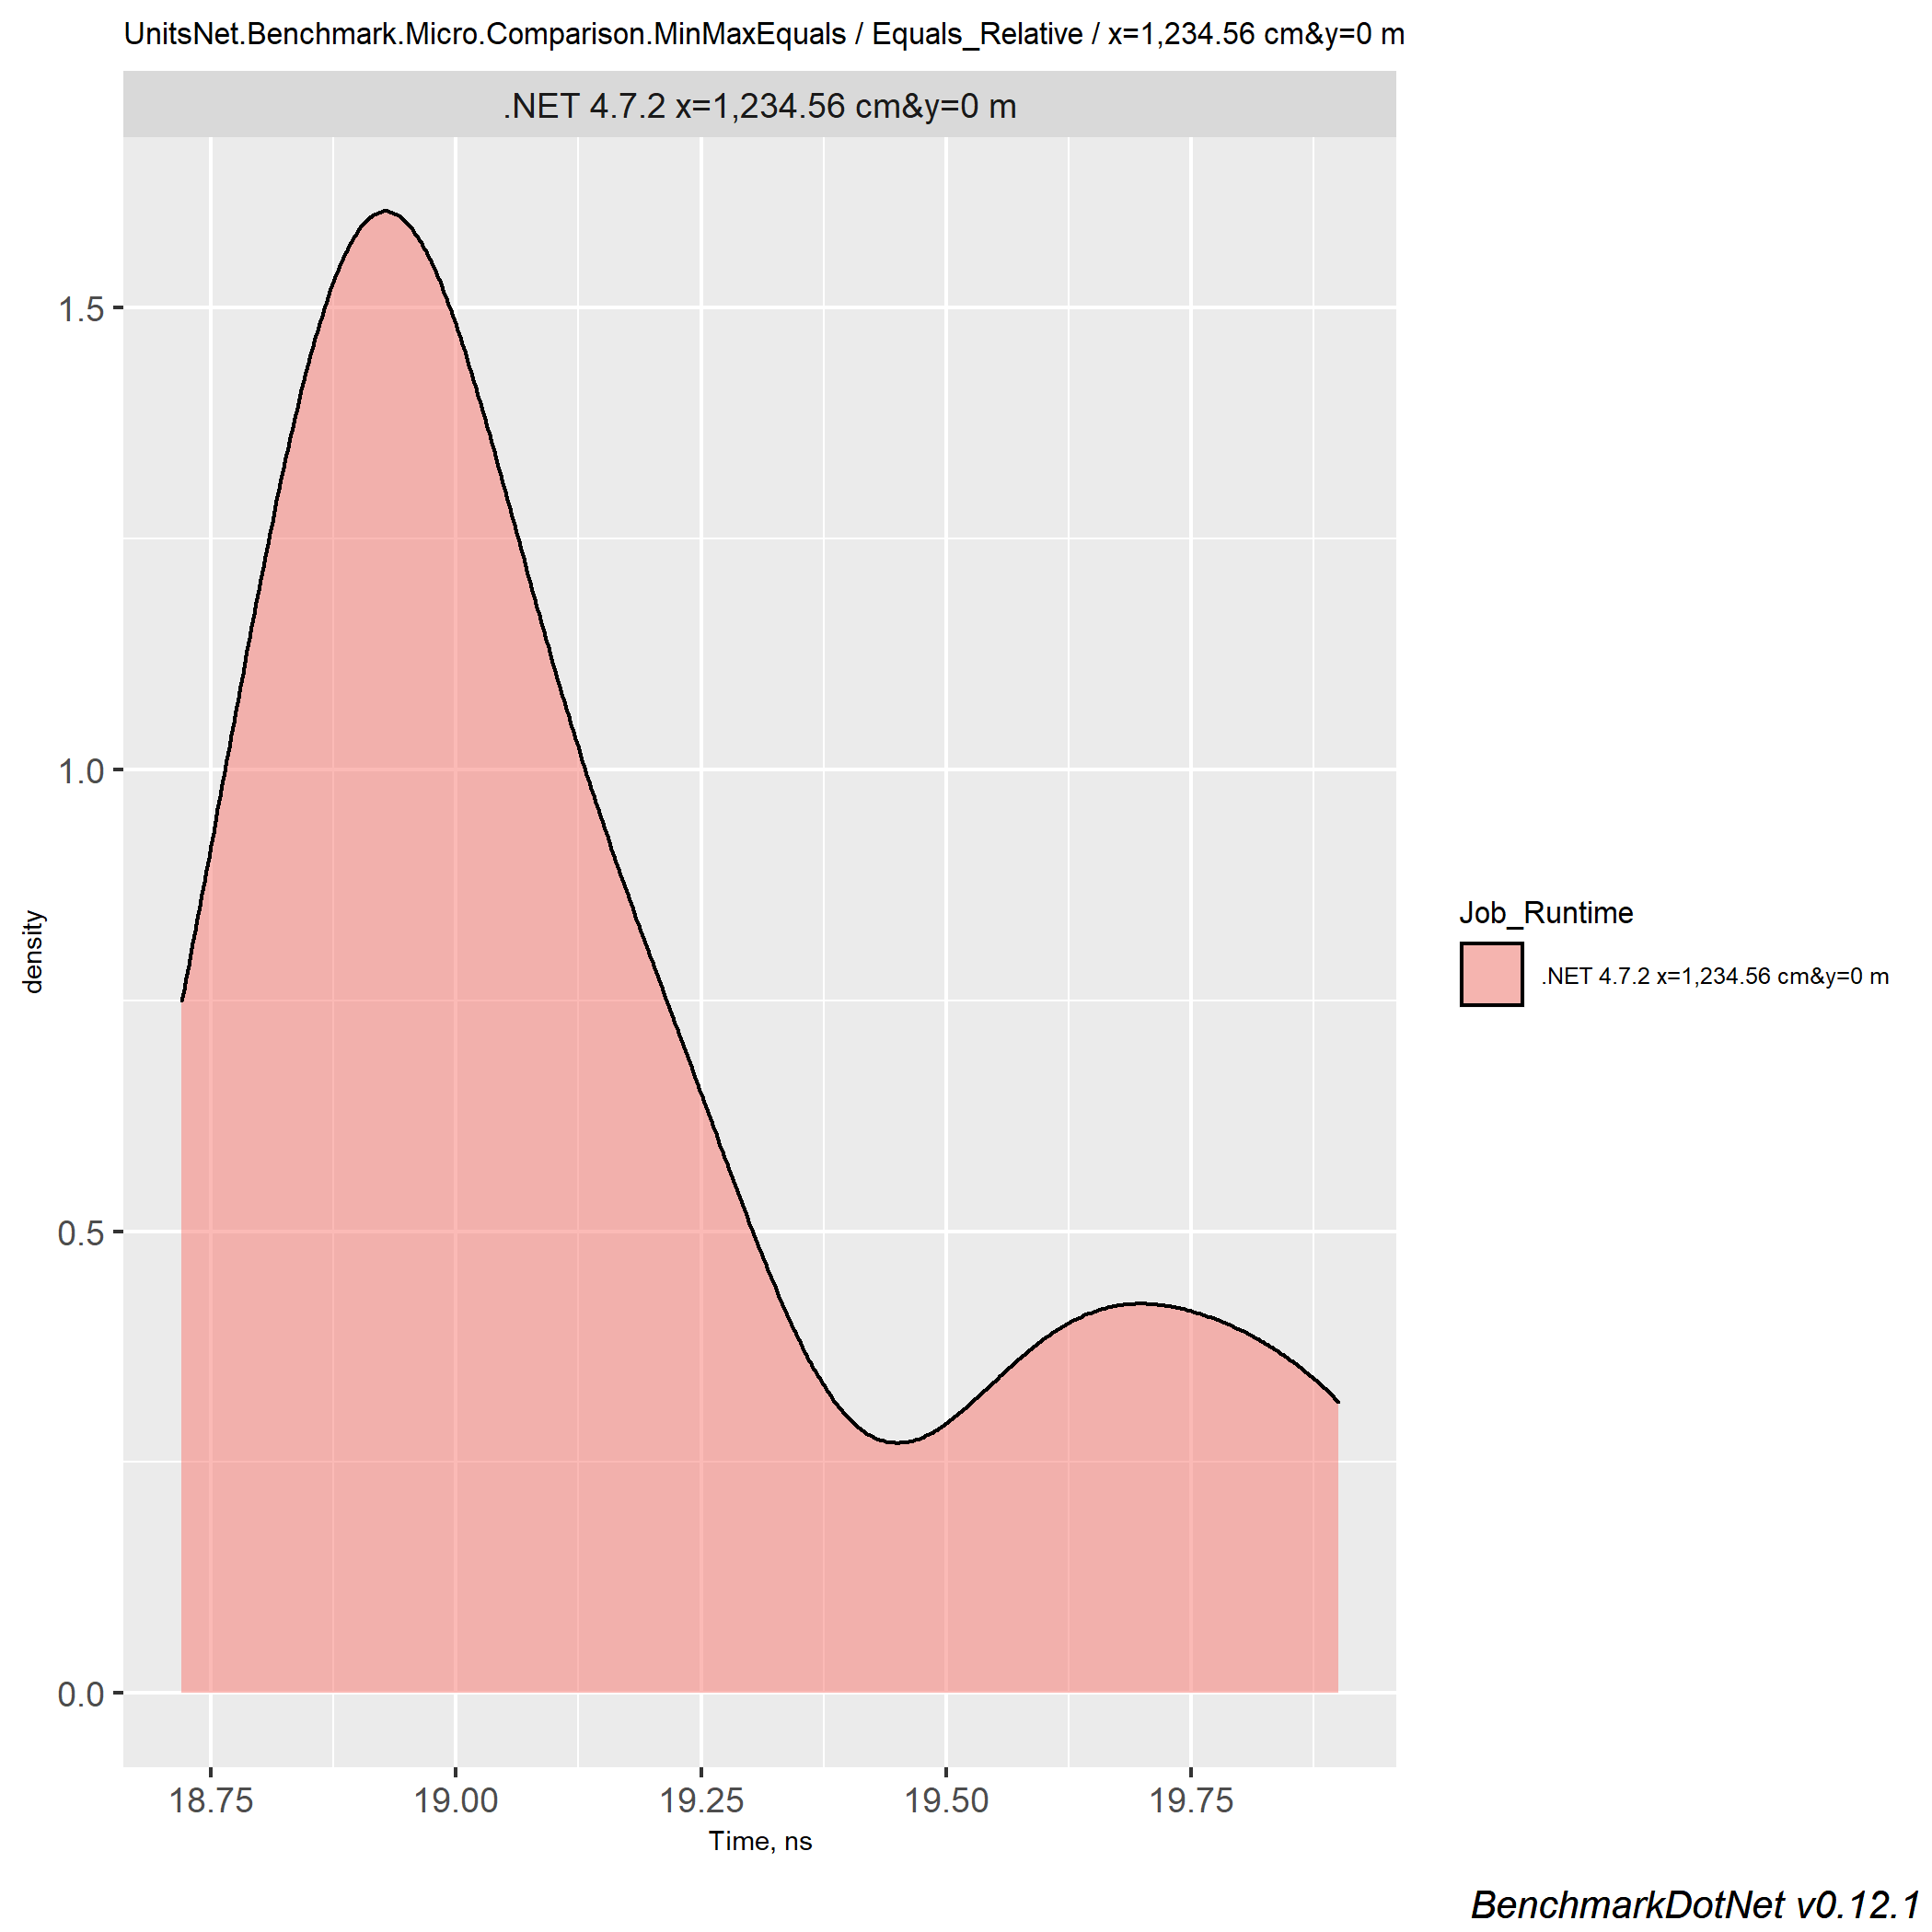 UnitsNet.Benchmark.Micro.Comparison.MinMaxEquals / Equals_Relative / x=1,234.56 cm&y=0 m
.NET 4.7.2 x=1,234.56 cm&y=0 m
1.5
1.0
0.5
0.0
density
18.75 19.00 19.25 19.50 19.75
Time, ns
Job_Runtime
.NET 4.7.2 x=1,234.56 cm&y=0 m
BenchmarkDotNet v0.12.1